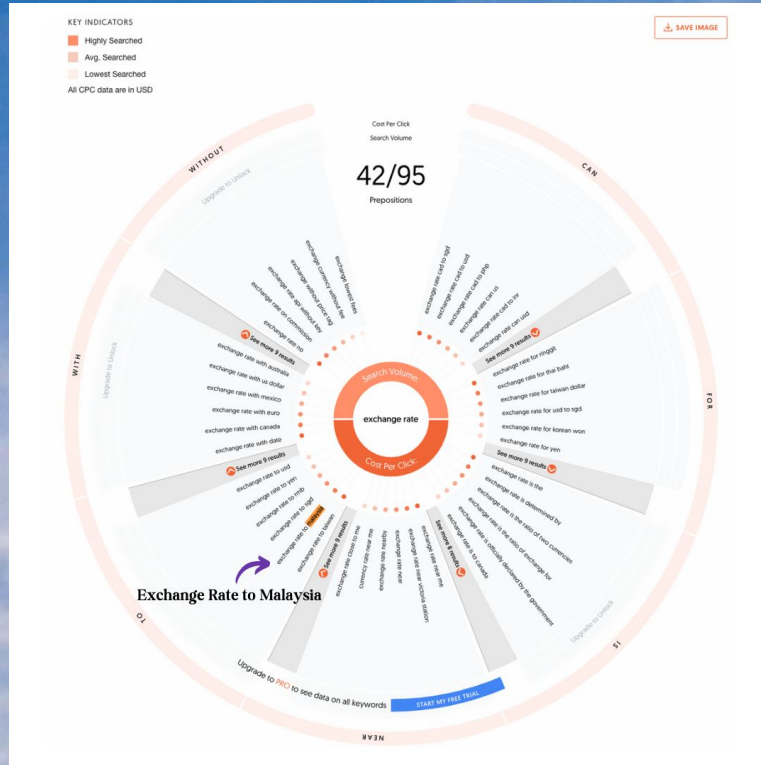 KEY INDICATORS
Highly Searched
Avg. Searched
Lowest Searched
All CPC data are in USD
SAVE IMAGE
Cost Per Click
Search Volume
42/95
Prepositions
CAN
exchange rate cad to sgd
exchange rate cad to usd
exchange rate cad to php
exchange rate can us
exchange rate cad to inr
exchange rate can usd
See more 9 results
FOR
exchange rate for ringgit
exchange rate for thai baht
exchange rate for taiwan dollar
exchange rate for usd to sgd
exchange rate for korean won
exchange rate for yen
See more 9 results
IS
Upgrade to Unlock
exchange rate is the
exchange rate is determined by
exchange rate is the ratio of two currencies
exchange rate is the ratio of exchange for
exchange rate is officially declared by the government
exchange rate is to canada
See more 8 results
NEAR
exchange rate near me
exchange rate near victoria station
exchange rate near
exchange rate nearby
currency rate near me
exchange rate close to me
See more 9 results
TO
exchange rate to taiwan
exchange rate to malaysia
exchange rate to sgd
exchange rate to rmb
exchange rate to yen
exchange rate to usd
See more 9 results
WITH
Upgrade to Unlock
exchange rate with date
exchange rate with canada
exchange rate with euro
exchange rate with mexico
exchange rate with us dollar
exchange rate with australia
See more 9 results
WITHOUT
Upgrade to Unlock
exchange rate no
exchange rate on commission
exchange rate api without key
exchange without price tag
exchange currency without fee
exchange lowest fees
Search Volume:
exchange rate
Cost Per Click:
Exchange Rate to Malaysia
Upgrade to PRO to see data on all keywords
START MY FREE TRIAL